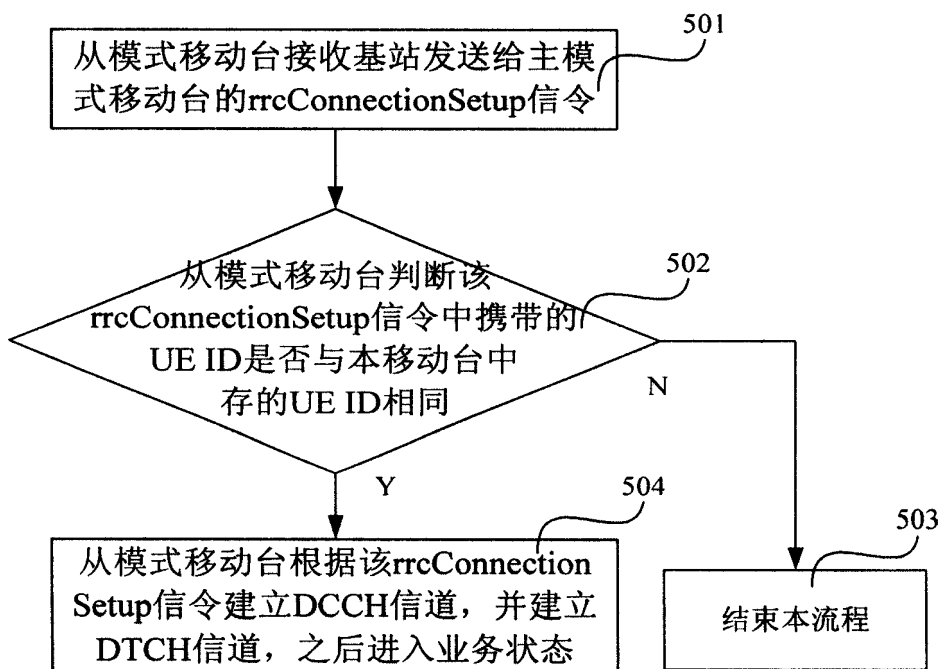 501
从模式移动台接收基站发送给主模
式移动台的rrcConnectionSetup信令
502
从模式移动台判断该
rrcConnectionSetup信令中携带的
UE ID是否与本移动台中
存的UE ID相同
N
Y
504
503
从模式移动台根据该rrcConnection
Setup信令建立DCCH信道，并建立
DTCH信道，之后进入业务状态
结束本流程